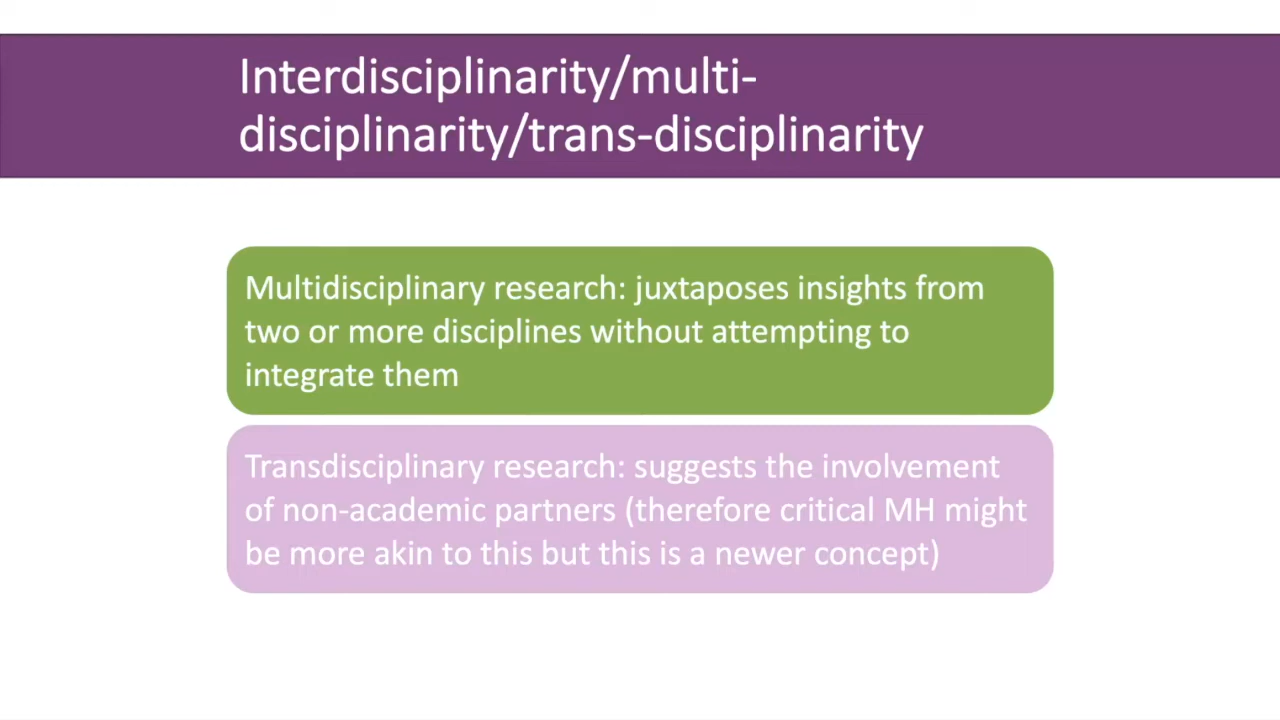 Interdisciplinarity/multi-
disciplinarity/trans-disciplinarity
Multidisciplinary research: juxtaposes insights from
two or more disciplines without attempting to
integrate them
Transdisciplinary research: suggests the involvement
of non-academic partners (therefore critical MH might
be more akin to this but this is a newer concept)